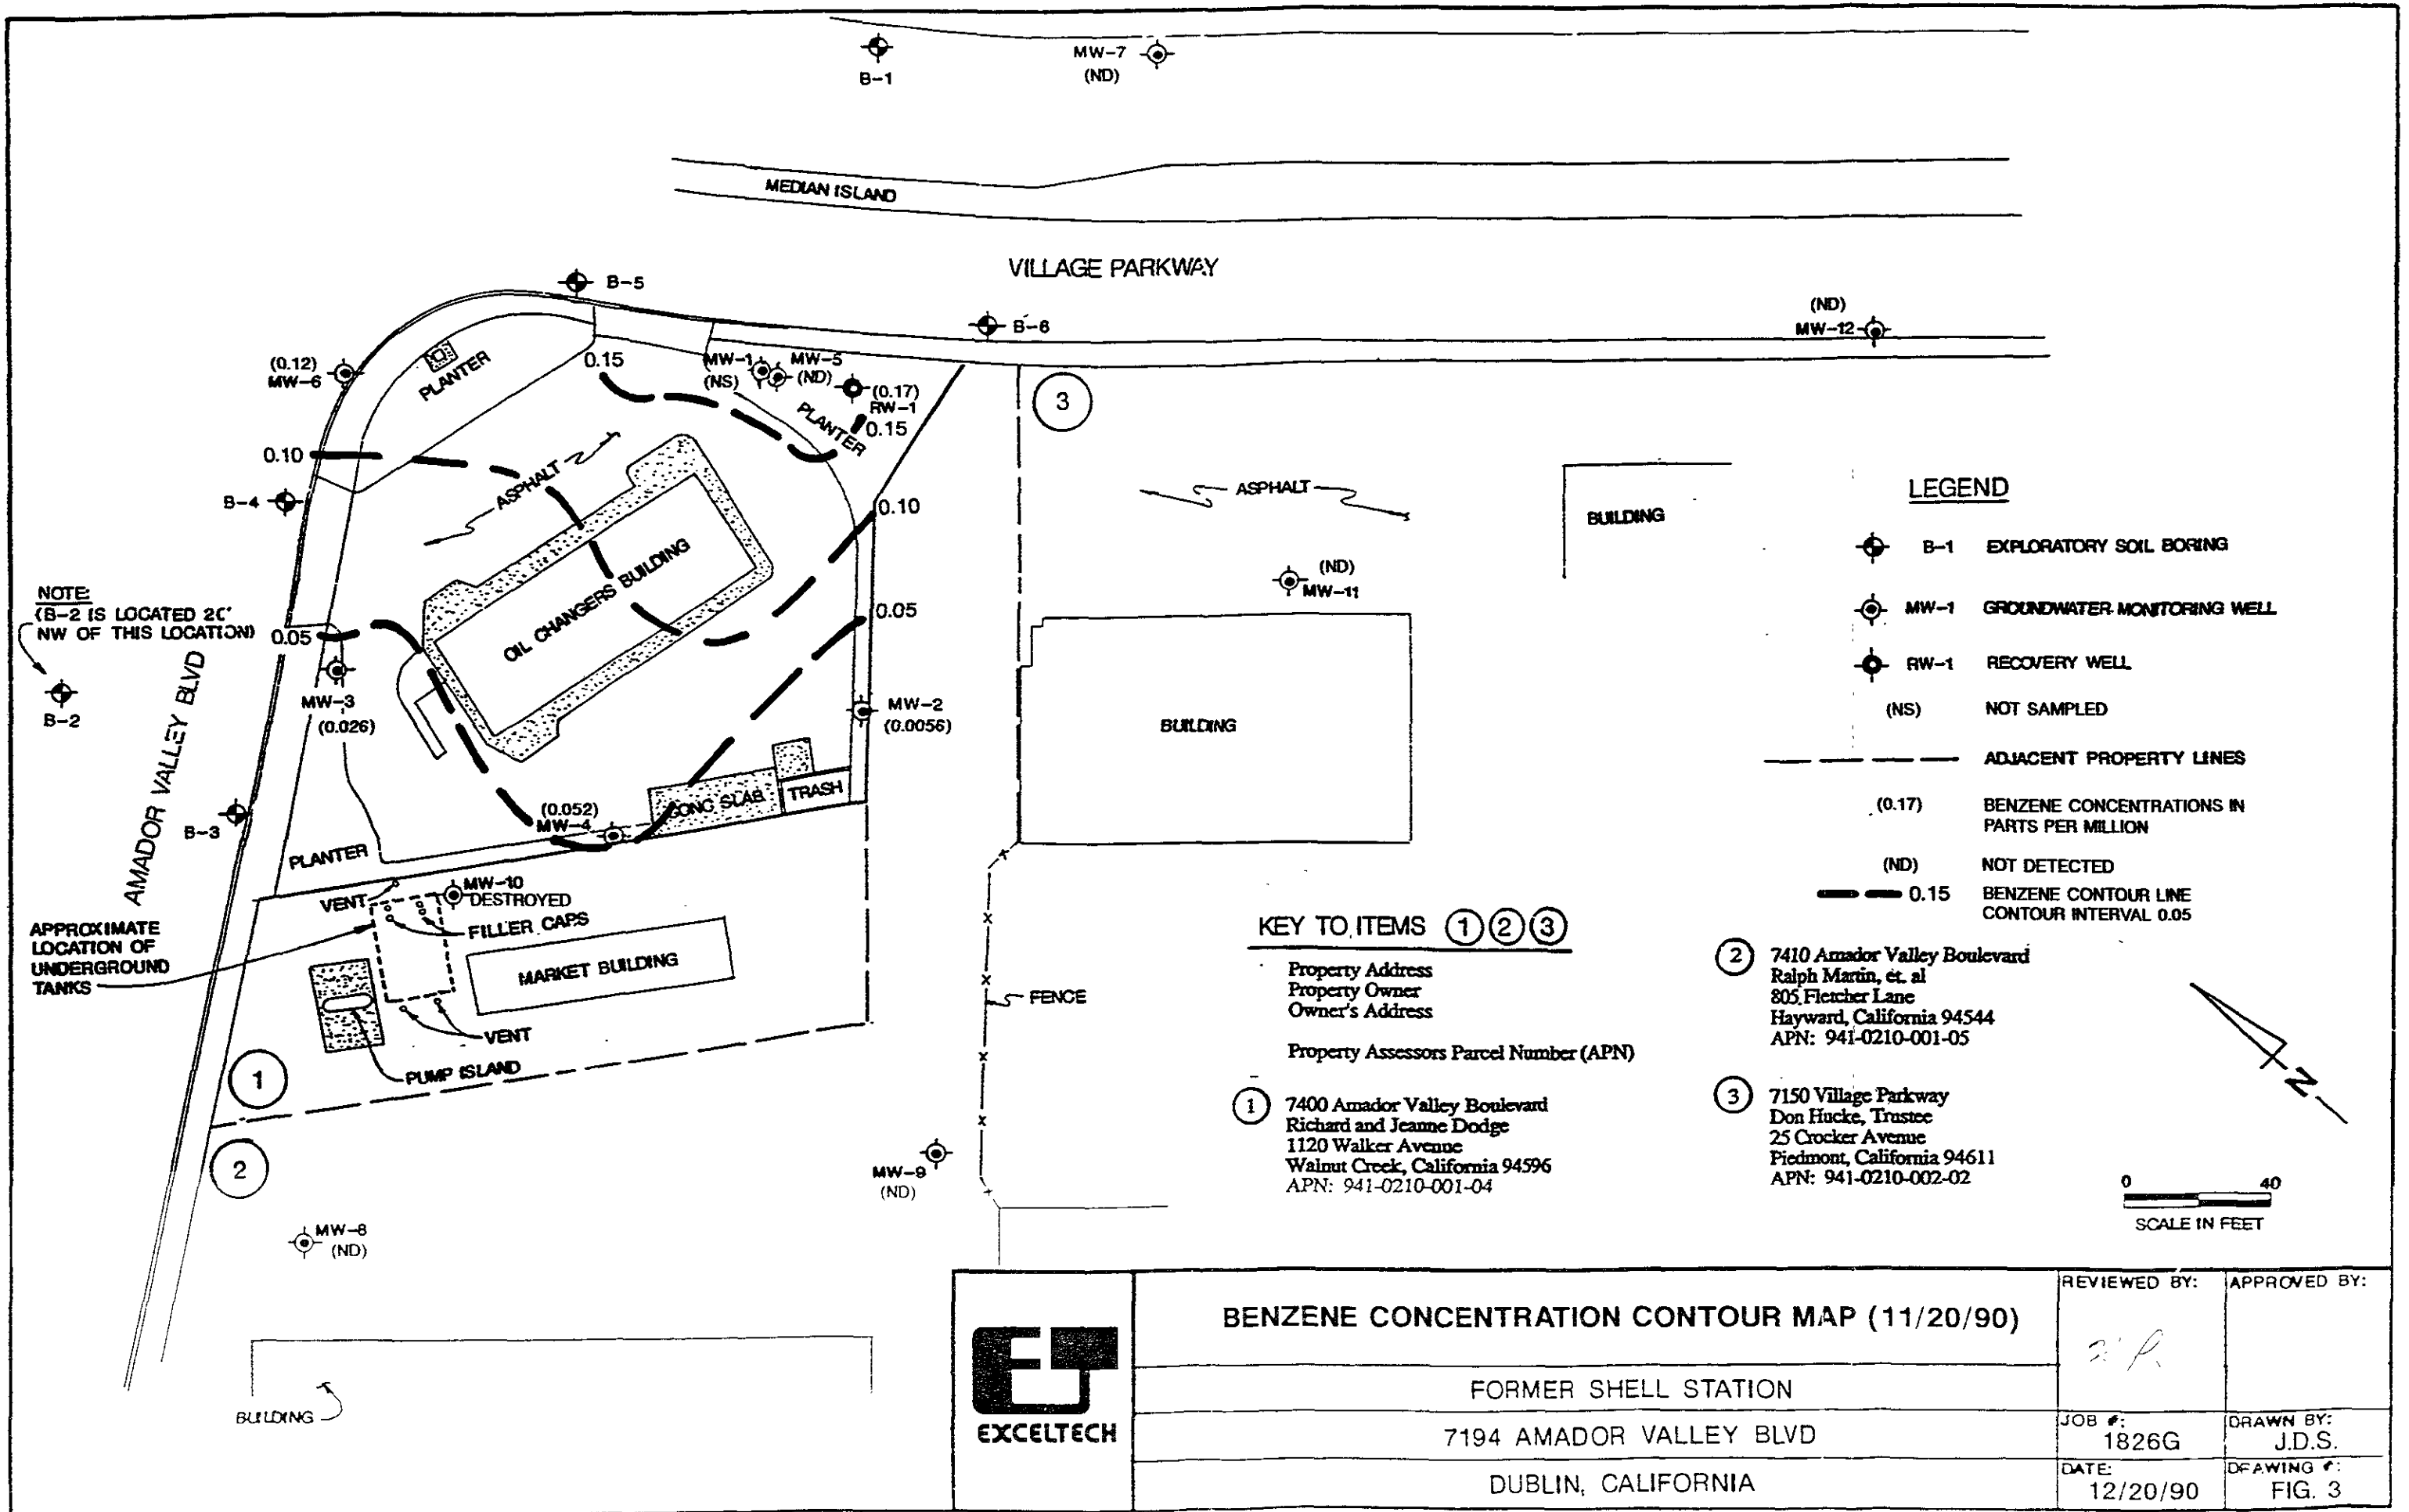 B-1
MW-7
(ND)
MEDIAN ISLAND
VILLAGE PARKWAY
B-5
B-6
(ND)
MW-12
(0.12)
MW-6
PLANTER
0.15
MW-1
(NS)
MW-5
(ND)
(0.17)
RW-1
0.15
PLANTER
3
0.10
ASPHALT
B-4
0.10
ASPHALT
BUILDING
OIL CHANGERS BUILDING
(ND)
MW-11
NOTE:
(B-2 IS LOCATED 20'
NW OF THIS LOCATION)
0.05
0.05
B-2
AMADOR VALLEY BLVD
MW-3
(0.026)
MW-2
(0.0056)
BUILDING
CONC SLAB
TRASH
(0.052)
MW-4
B-3
PLANTER
VENT
MW-10
DESTROYED
FILLER CAPS
APPROXIMATE
LOCATION OF
UNDERGROUND
TANKS
MARKET BUILDING
VENT
PUMP ISLAND
FENCE
1
2
MW-9
(ND)
MW-8
(ND)
BUILDING
LEGEND
B-1 EXPLORATORY SOIL BORING
MW-1 GROUNDWATER MONITORING WELL
RW-1 RECOVERY WELL
(NS) NOT SAMPLED
ADJACENT PROPERTY LINES
(0.17) BENZENE CONCENTRATIONS IN
PARTS PER MILLION
(ND) NOT DETECTED
0.15 BENZENE CONTOUR LINE
CONTOUR INTERVAL 0.05
KEY TO ITEMS 1 2 3
Property Address
Property Owner
Owner's Address
Property Assessors Parcel Number (APN)
1 7400 Amador Valley Boulevard
Richard and Jeanne Dodge
1120 Walker Avenue
Walnut Creek, California 94596
APN: 941-0210-001-04
2 7410 Amador Valley Boulevard
Ralph Martin, et. al
805 Fletcher Lane
Hayward, California 94544
APN: 941-0210-001-05
3 7150 Village Parkway
Don Hucke, Trustee
25 Crocker Avenue
Piedmont, California 94611
APN: 941-0210-002-02
N
0 40
SCALE IN FEET
ET
EXCELTECH
BENZENE CONCENTRATION CONTOUR MAP (11/20/90)
FORMER SHELL STATION
7194 AMADOR VALLEY BLVD
DUBLIN, CALIFORNIA
REVIEWED BY:
APPROVED BY:
JOB #:
1826G
DRAWN BY:
J.D.S.
DATE:
12/20/90
DRAWING #:
FIG. 3